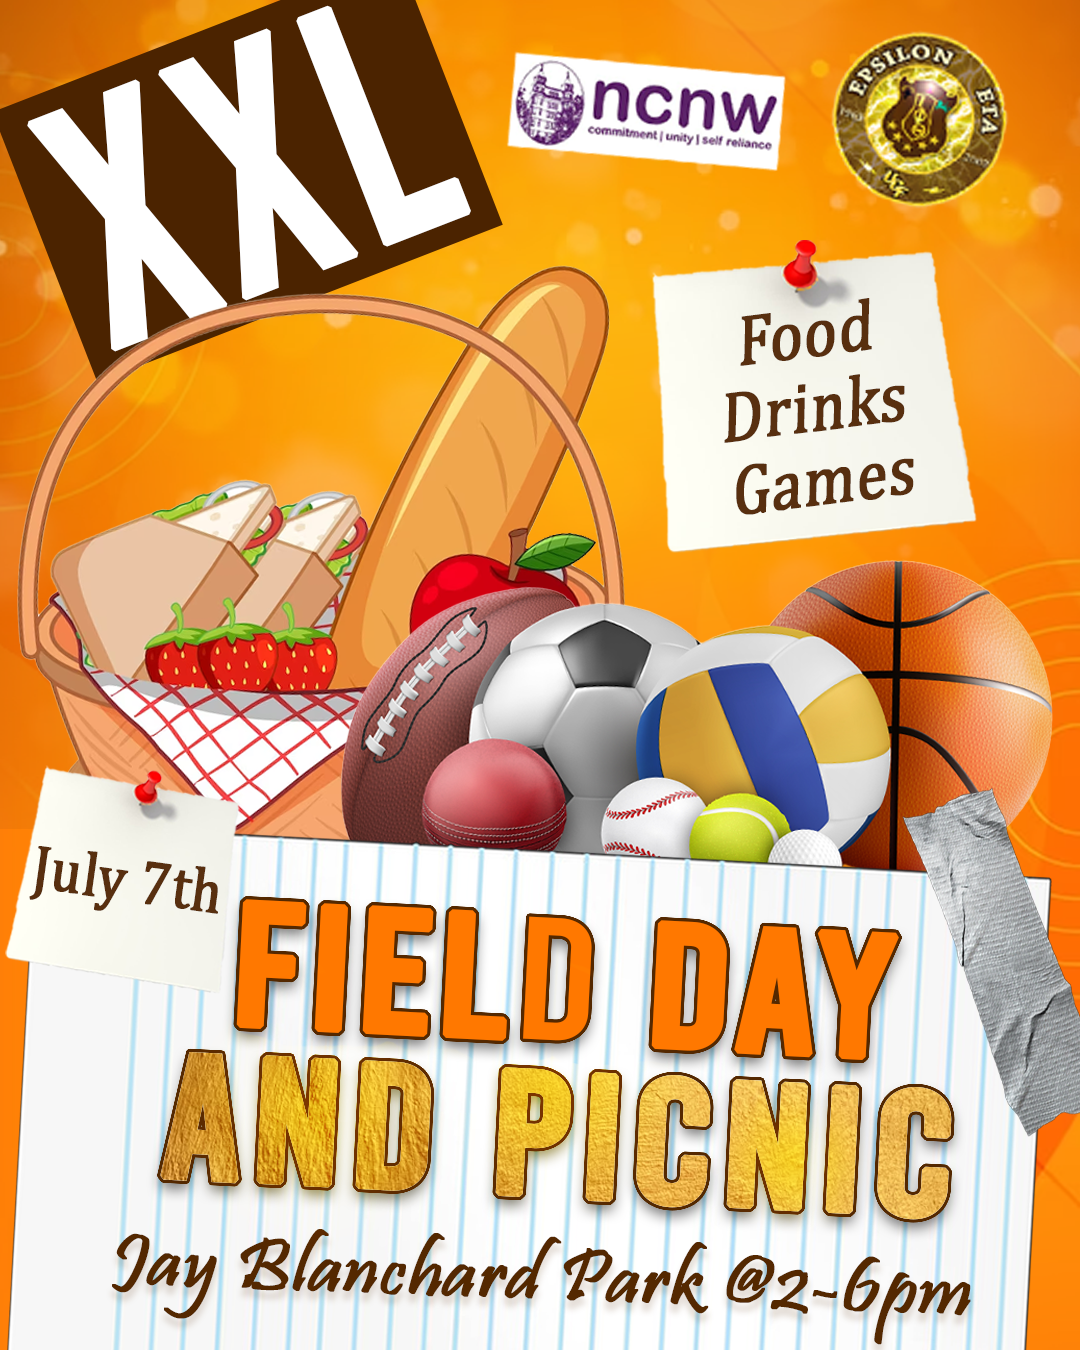 XXL
ncnw
commitment | unity | self reliance
EPSILON ETA
Food
Drinks
Games
July 7th
FIELD DAY
AND PICNIC
Jay Blanchard Park @2-6pm